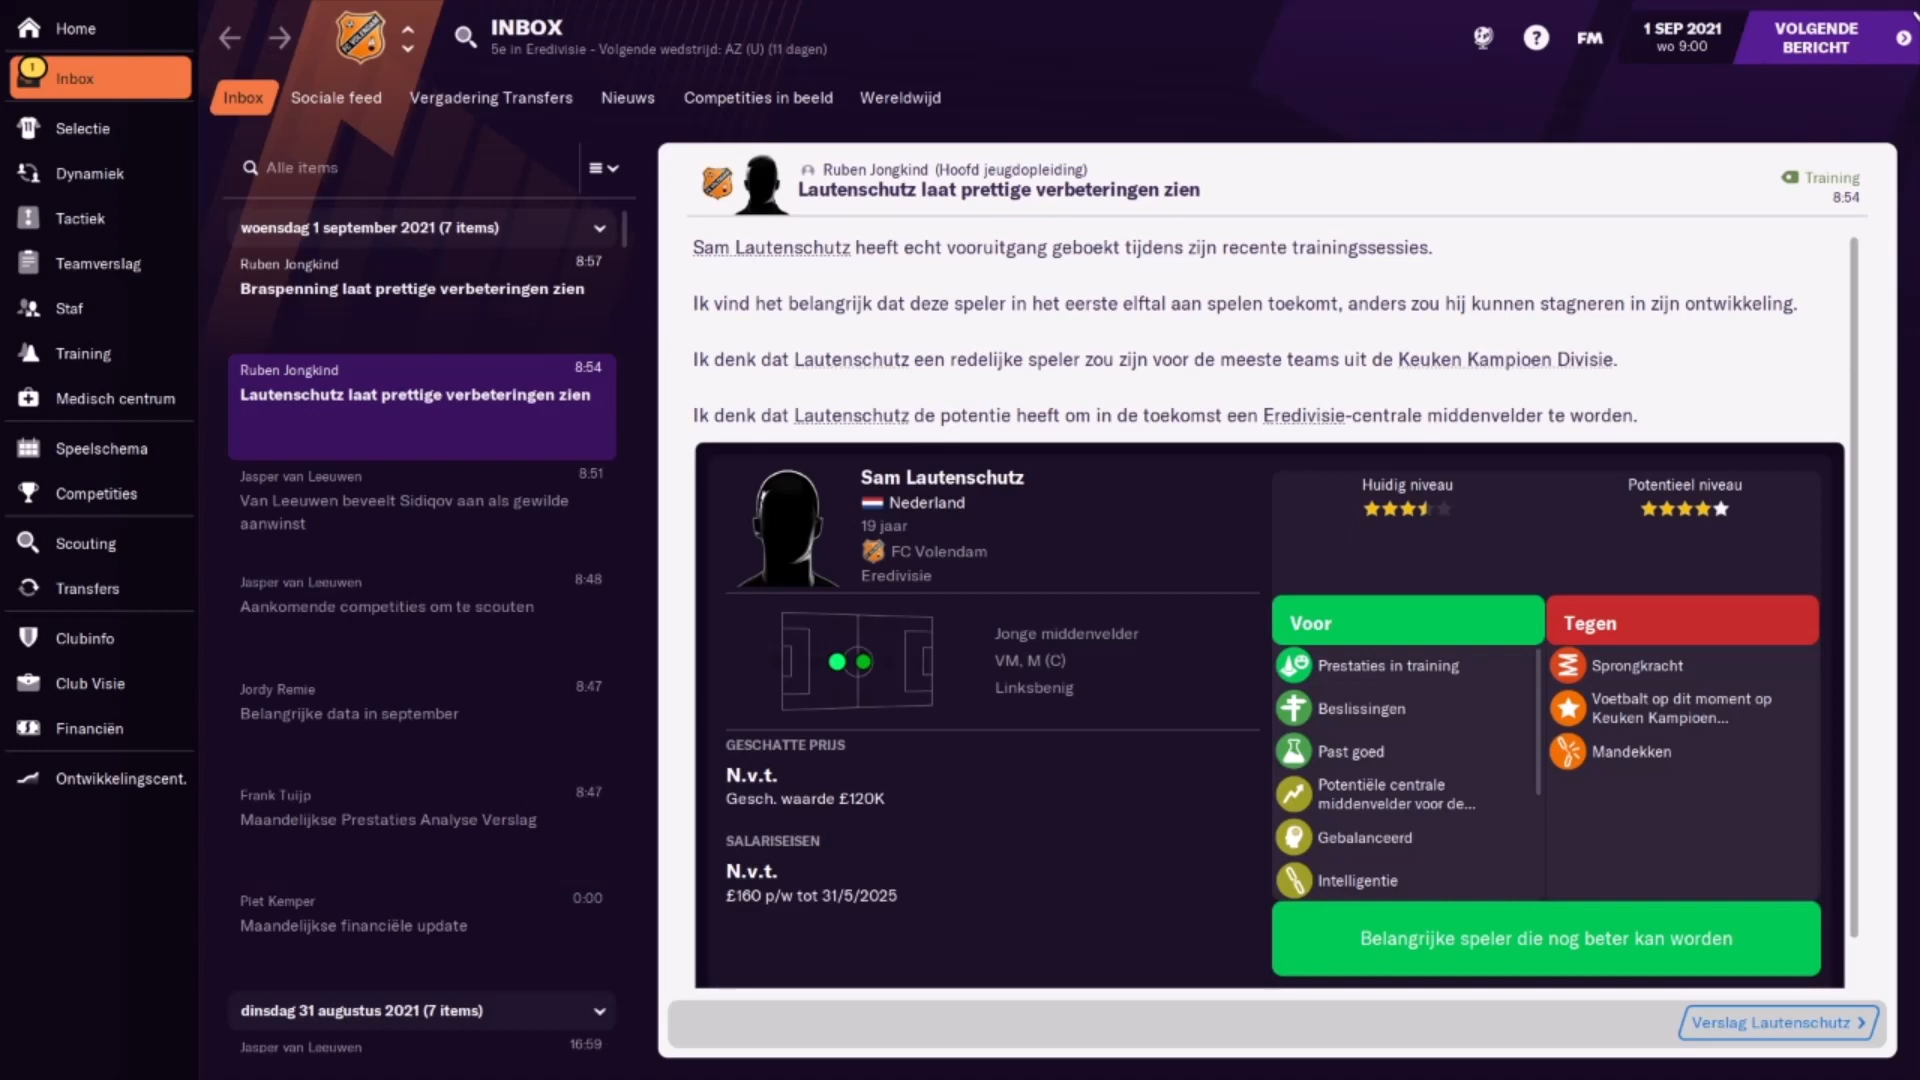 Home
1
Inbox
Selectie
Dynamiek
Tactiek
Teamverslag
Staf
Training
Medisch centrum
Speelschema
Competities
Scouting
Transfers
Clubinfo
Club Visie
Financiën
Ontwikkelingscent.
INBOX
5e in Eredivisie - Volgende wedstrijd: AZ (U) (11 dagen)
FM
1 SEP 2021
wo 9:00
VOLGENDE
BERICHT
Inbox
Sociale feed
Vergadering Transfers
Nieuws
Competities in beeld
Wereldwijd
Alle items
woensdag 1 september 2021 (7 items)
Ruben Jongkind 8:57
Braspenning laat prettige verbeteringen zien
Ruben Jongkind 8:54
Lautenschutz laat prettige verbeteringen zien
Jasper van Leeuwen 8:51
Van Leeuwen beveelt Sidiqov aan als gewilde
aanwinst
Jasper van Leeuwen 8:48
Aankomende competities om te scouten
Jordy Remie 8:47
Belangrijke data in september
Frank Tuijp 8:47
Maandelijkse Prestaties Analyse Verslag
Piet Kemper 0:00
Maandelijkse financiële update
dinsdag 31 augustus 2021 (7 items)
Jasper van Leeuwen 16:59
Ruben Jongkind (Hoofd jeugdopleiding)
Lautenschutz laat prettige verbeteringen zien
Training
8:54
Sam Lautenschutz heeft echt vooruitgang geboekt tijdens zijn recente trainingssessies.
Ik vind het belangrijk dat deze speler in het eerste elftal aan spelen toekomt, anders zou hij kunnen stagneren in zijn ontwikkeling.
Ik denk dat Lautenschutz een redelijke speler zou zijn voor de meeste teams uit de Keuken Kampioen Divisie.
Ik denk dat Lautenschutz de potentie heeft om in de toekomst een Eredivisie-centrale middenvelder te worden.
Sam Lautenschutz
Nederland
19 jaar
FC Volendam
Eredivisie
Jonge middenvelder
VM, M (C)
Linksbenig
GESCHATTE PRIJS
N.v.t.
Gesch. waarde £120K
SALARISEISEN
N.v.t.
£160 p/w tot 31/5/2025
Huidig niveau
Potentieel niveau
Voor
Prestaties in training
Beslissingen
Past goed
Potentiële centrale
middenvelder voor de...
Gebalanceerd
Intelligentie
Tegen
Sprongkracht
Voetbalt op dit moment op
Keuken Kampioen...
Mandekken
Belangrijke speler die nog beter kan worden
Verslag Lautenschutz